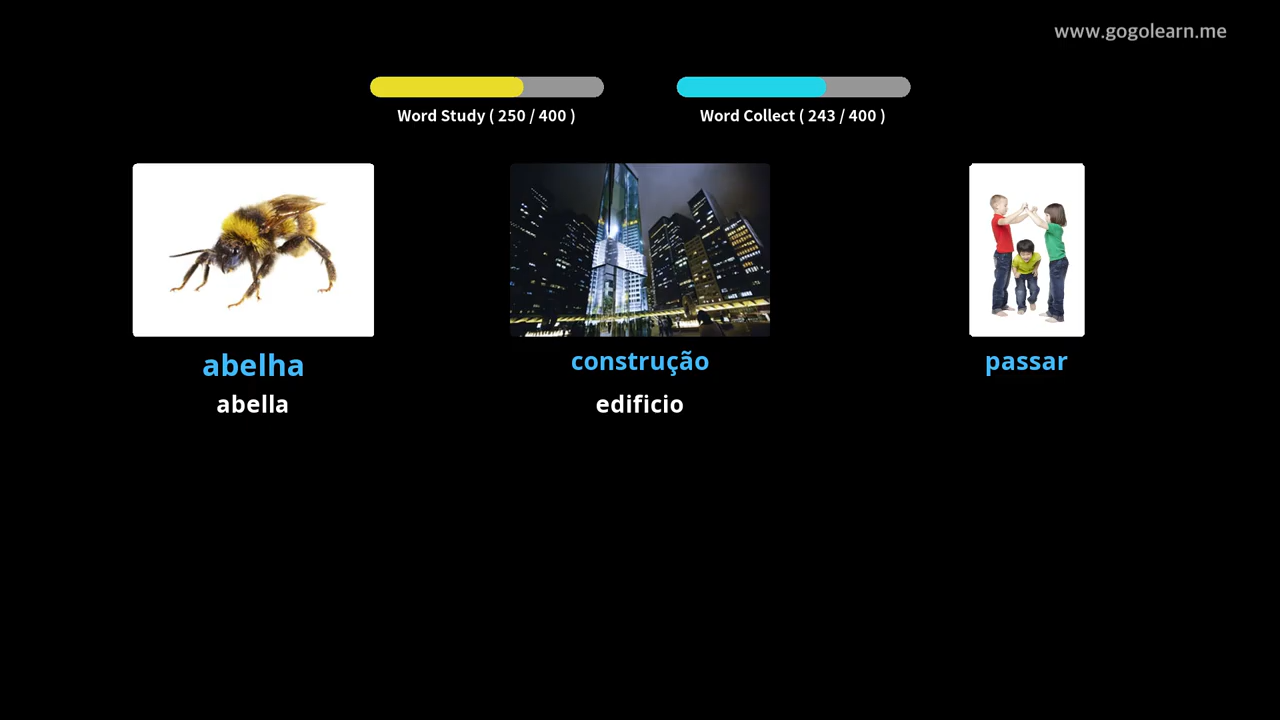 www.gogolearn.me
Word Study ( 250 / 400 )
Word Collect ( 243 / 400 )
abelha
construção
passar
abella
edificio